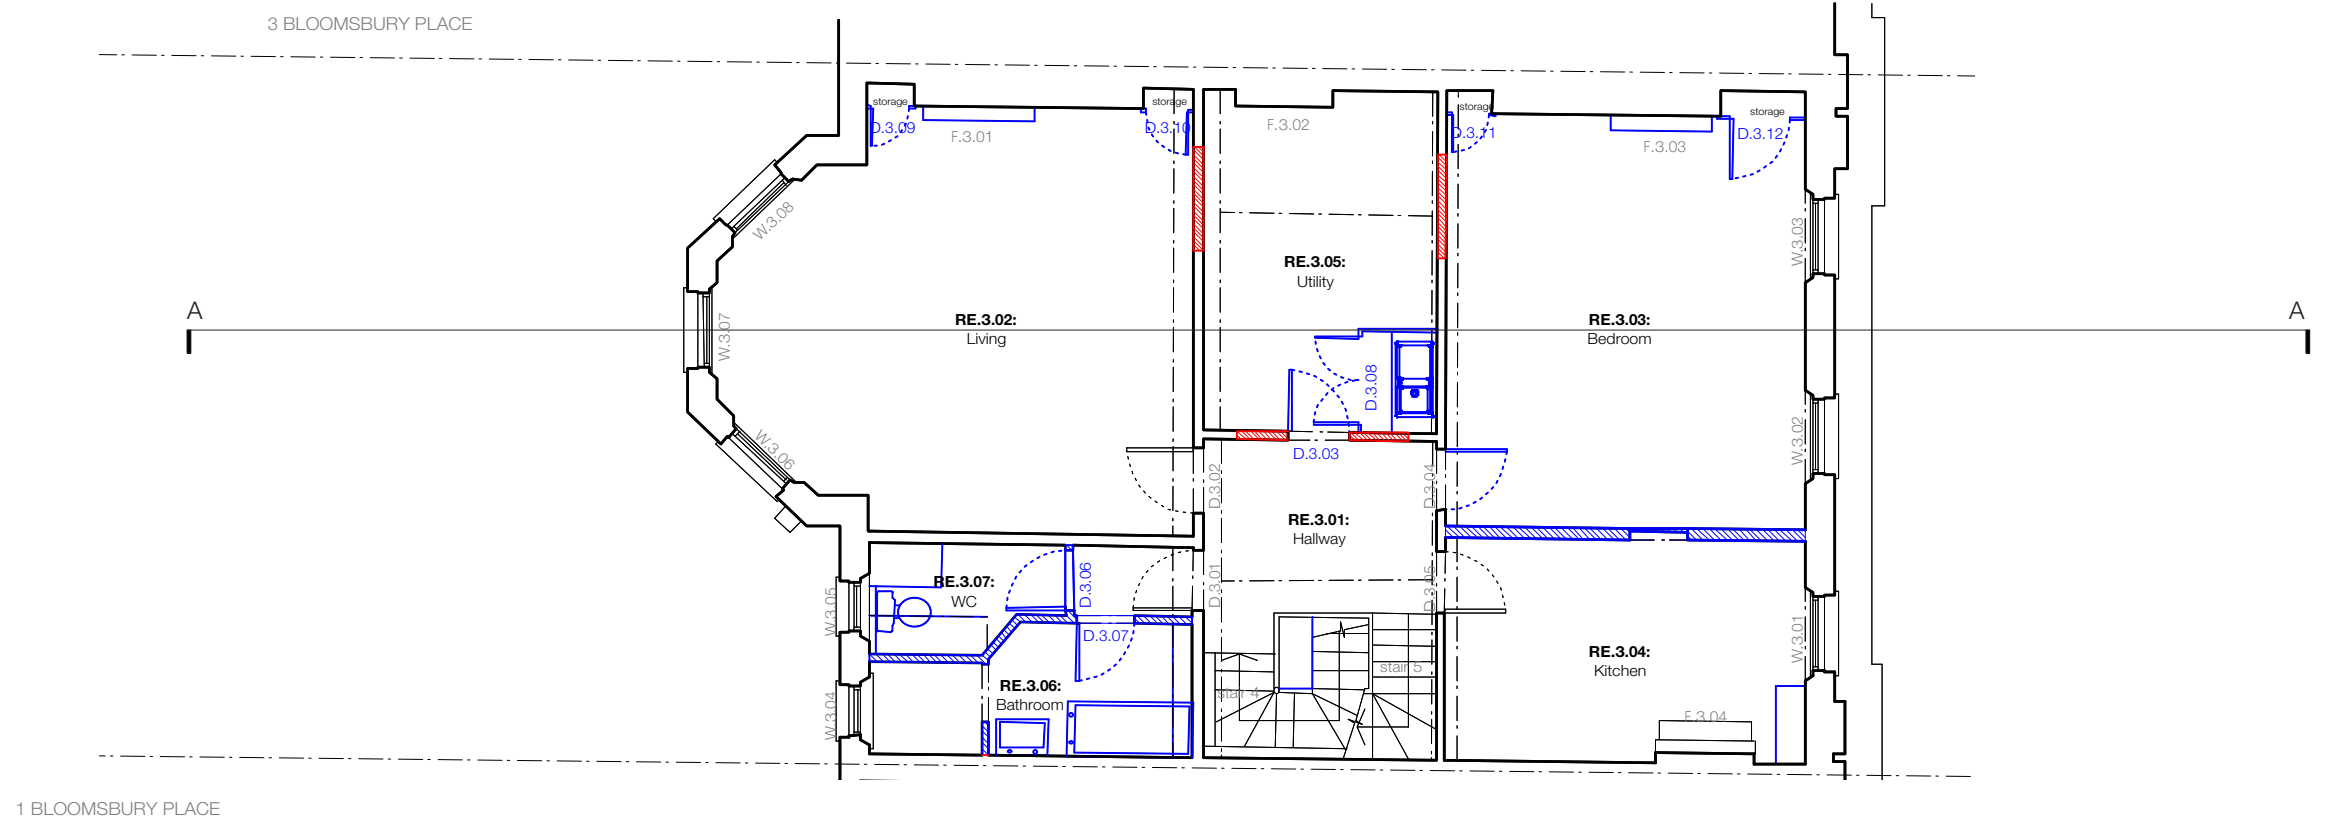 3 BLOOMSBURY PLACE
storage
storage
storage
storage
D.3.09
F.3.01
D.3.10
F.3.02
D.3.11
F.3.03
D.3.12
W.3.08
W.3.03
RE.3.05:
Utility
A
A
W.3.07
RE.3.02:
Living
RE.3.03:
Bedroom
D.3.08
W.3.06
D.3.03
W.3.02
D.3.02
D.3.04
RE.3.01:
Hallway
RE.3.07:
WC
D.3.06
D.3.01
D.3.05
W.3.05
D.3.07
W.3.01
RE.3.04:
Kitchen
stair 5
stair 4
RE.3.06:
Bathroom
W.3.04
F.3.04
1 BLOOMSBURY PLACE